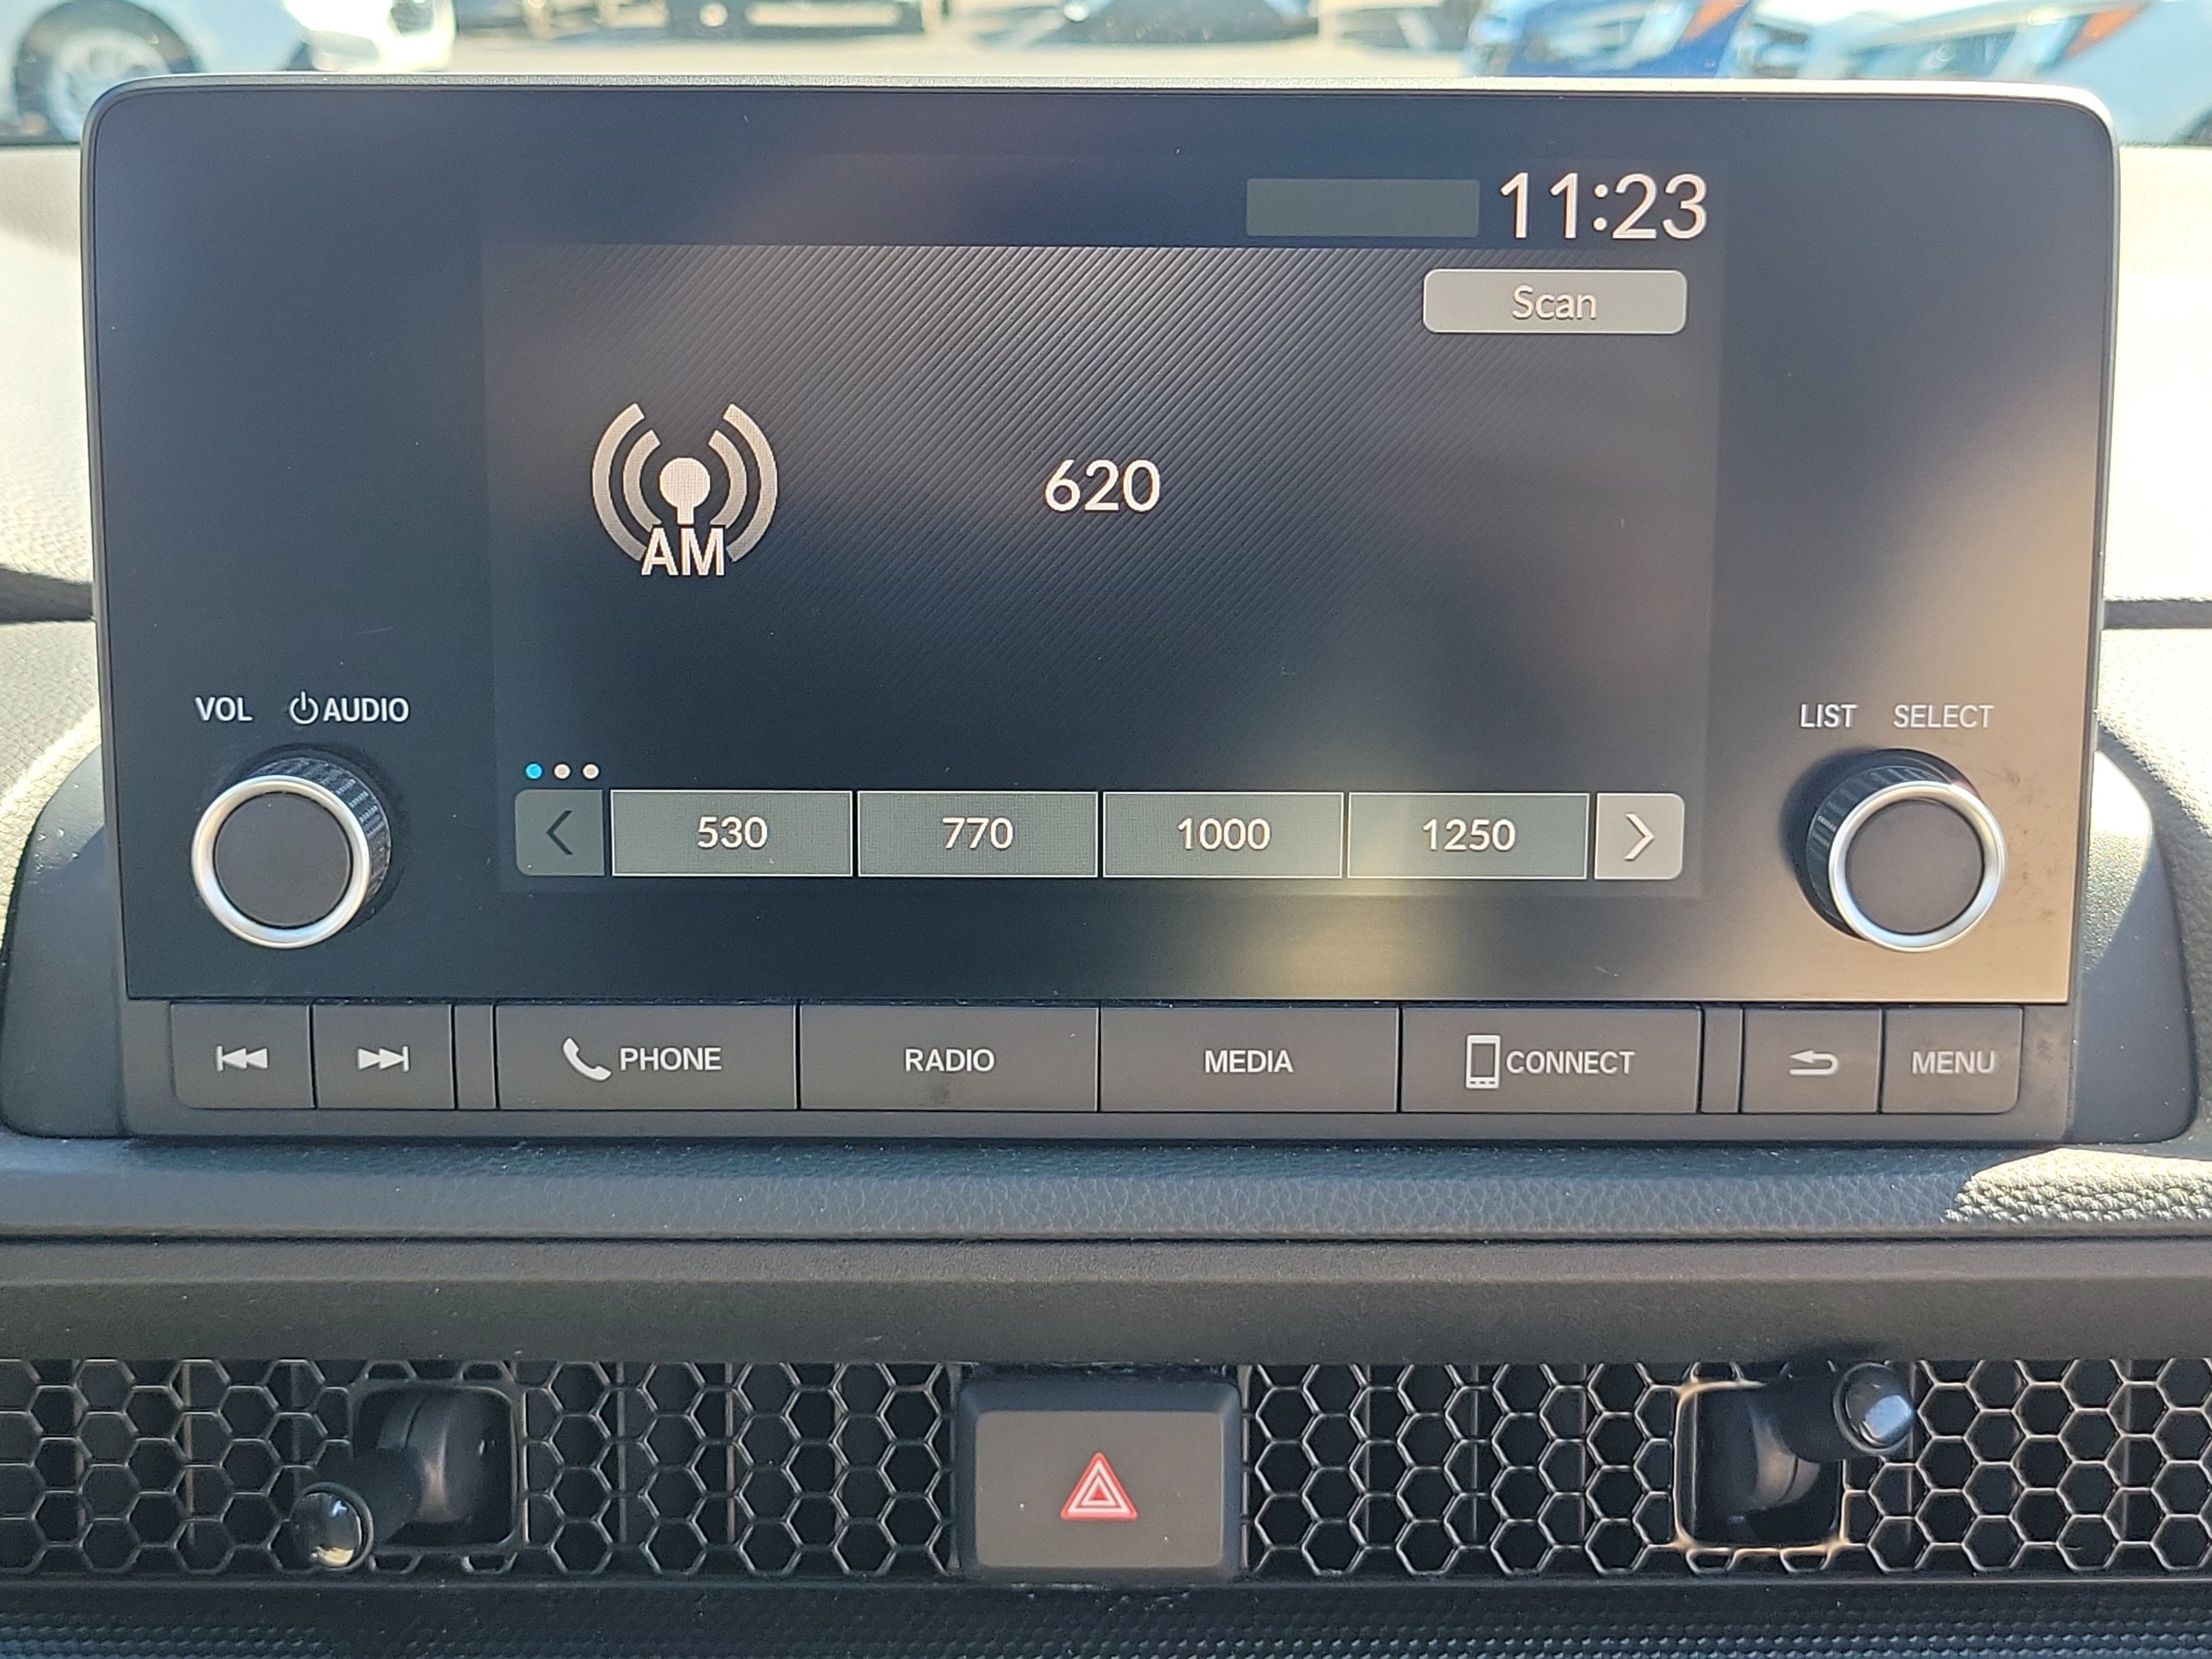 11:23
Scan
AM
620
VOL AUDIO
LIST SELECT
530 770 1000 1250
PHONE RADIO MEDIA CONNECT MENU